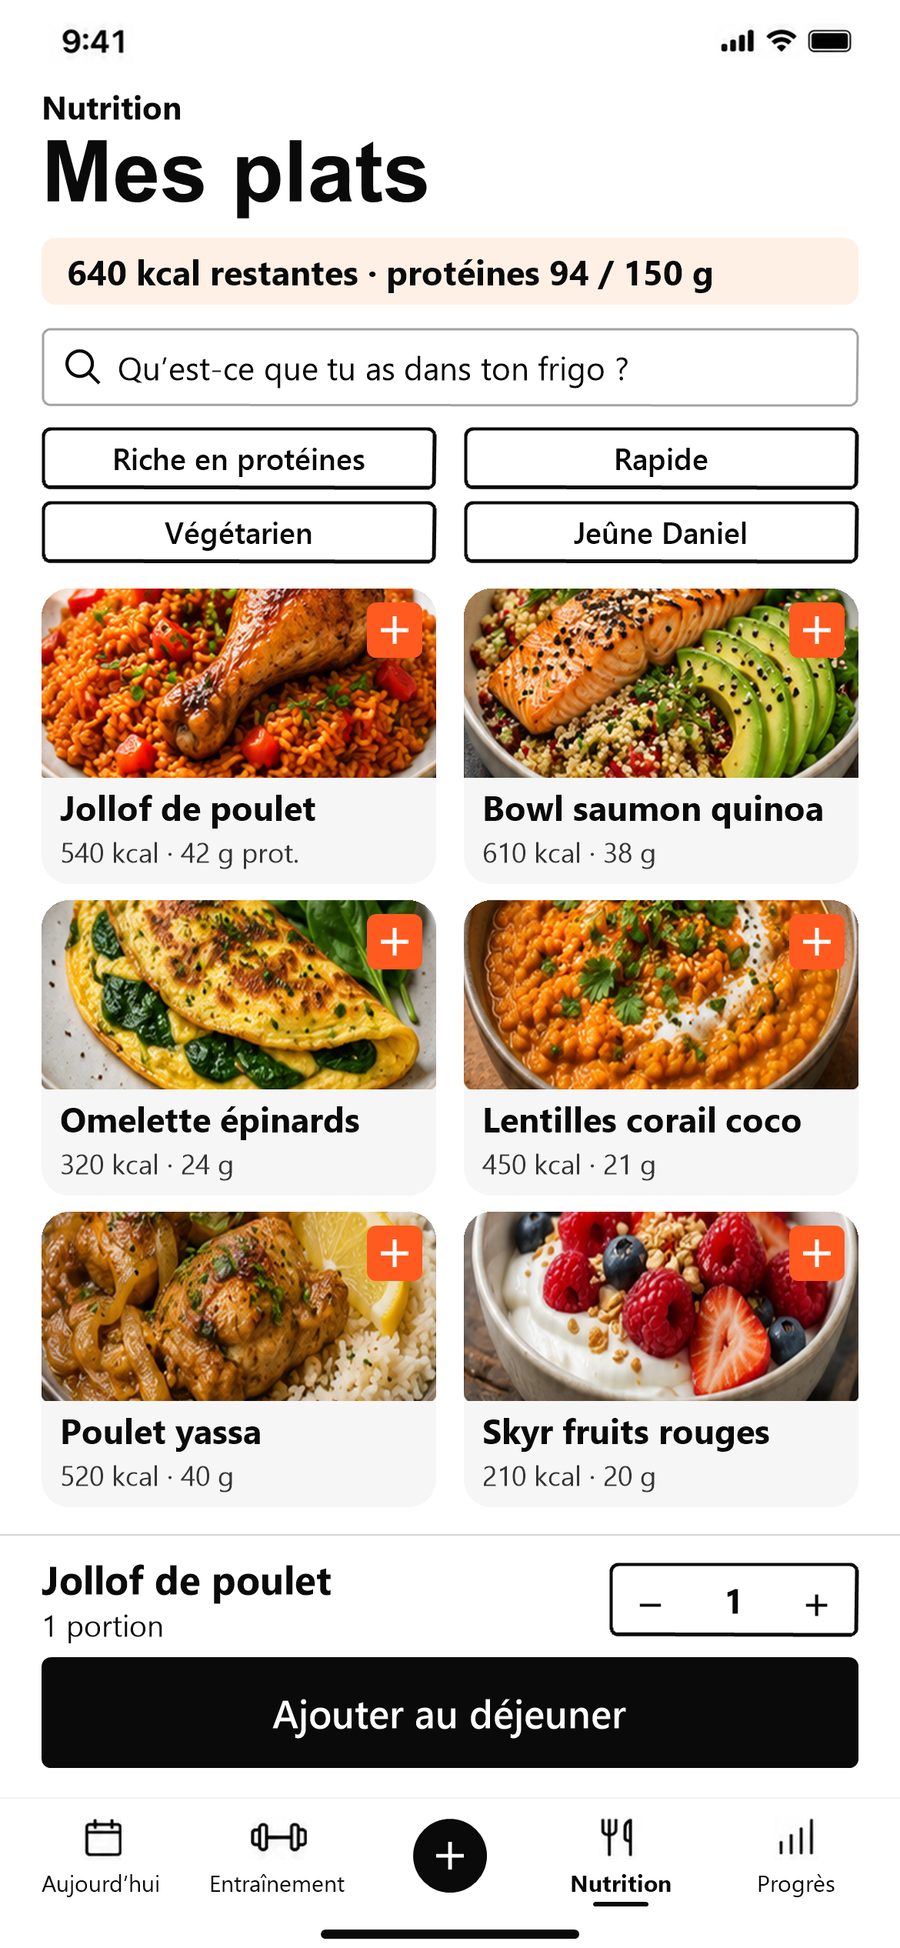 9:41
Nutrition
Mes plats
640 kcal restantes · protéines 94 / 150 g
Qu’est-ce que tu as dans ton frigo ?
Riche en protéines
Rapide
Végétarien
Jeûne Daniel
Jollof de poulet
540 kcal · 42 g prot.
Bowl saumon quinoa
610 kcal · 38 g
Omelette épinards
320 kcal · 24 g
Lentilles corail coco
450 kcal · 21 g
Poulet yassa
520 kcal · 40 g
Skyr fruits rouges
210 kcal · 20 g
Jollof de poulet
1 portion
− 1 +
Ajouter au déjeuner
Aujourd’hui
Entraînement
Nutrition
Progrès